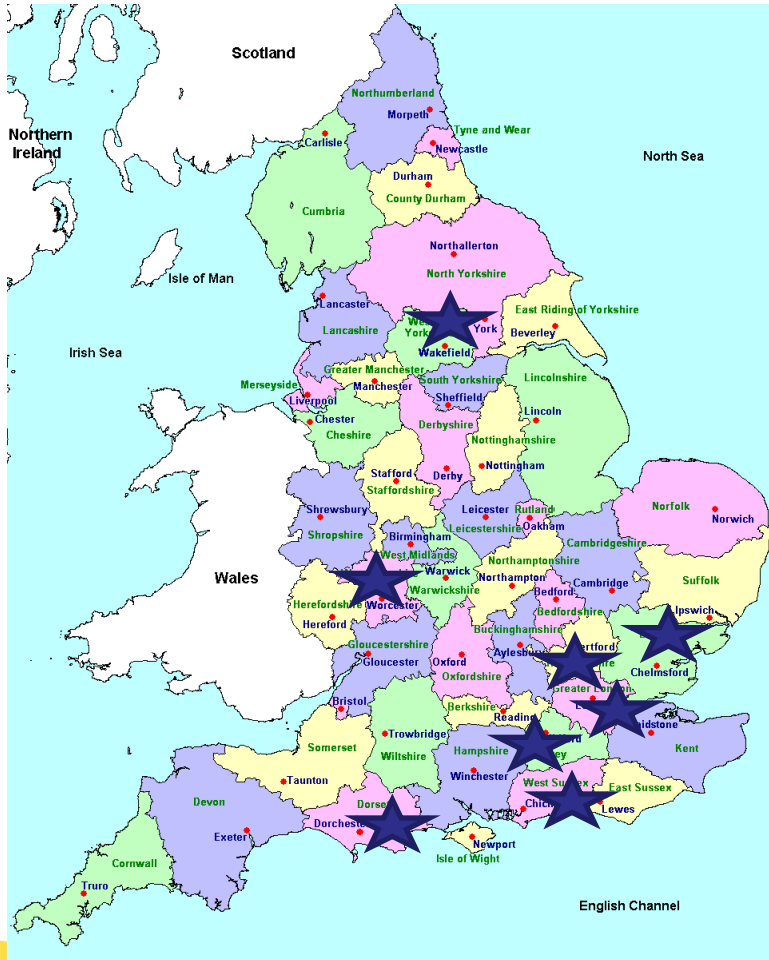 Scotland
Northumberland
Morpeth
Tyne and Wear
Northern
Ireland
Carlisle
Newcastle
North Sea
Durham
County Durham
Cumbria
Northallerton
North Yorkshire
Isle of Man
Lancaster
East Riding of Yorkshire
Lancashire
York
Beverley
Irish Sea
Wakefield
Greater Manchester
South Yorkshire
Lincolnshire
Merseyside
Manchester
Liverpool
Sheffield
Chester
Derbyshire
Lincoln
Cheshire
Nottinghamshire
Stafford
Derby
Nottingham
Staffordshire
Norfolk
Shrewsbury
Leicester
Rutland
Norwich
Shropshire
Leicestershire
Oakham
Birmingham
Cambridgeshire
West Midlands
Northamptonshire
Wales
Warwick
Northampton
Cambridge
Suffolk
Warwickshire
Bedford
Herefordshire
Worcester
Bedfordshire
Ipswich
Hereford
Buckinghamshire
Gloucestershire
Aylesbury
Gloucester
Oxford
Chelmsford
Oxfordshire
Greater London
Bristol
Berkshire
Reading
Trowbridge
Somerset
Hampshire
Kent
Wiltshire
Winchester
Taunton
West Sussex
East Sussex
Devon
Lewes
Exeter
Newport
Isle of Wight
Cornwall
Truro
English Channel